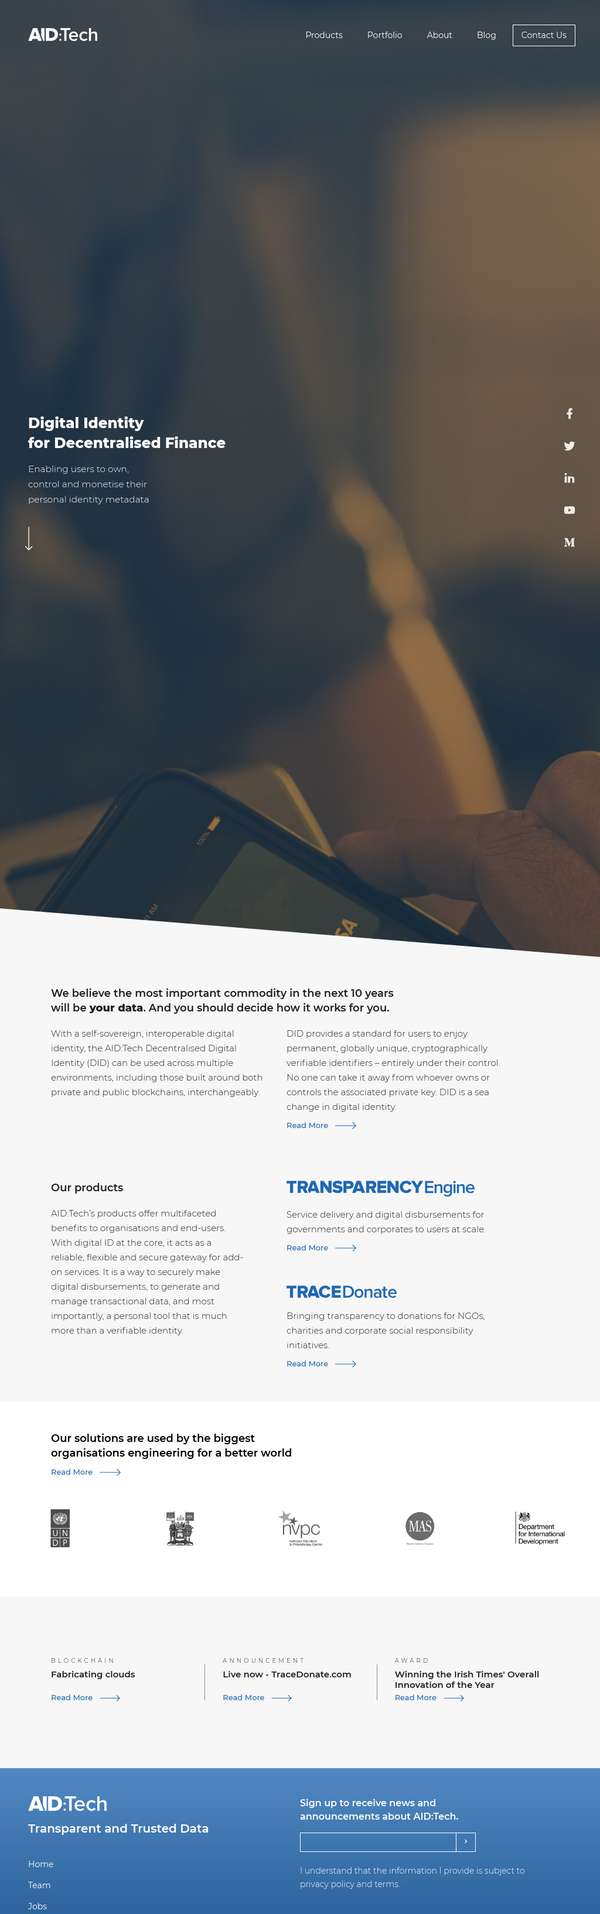 AID:Tech
Products
Portfolio
About
Blog
Contact Us
Digital Identity
for Decentralised Finance
Enabling users to own,
control and monetise their
personal identity metadata
100%
AM
We believe the most important commodity in the next 10 years
will be your data. And you should decide how it works for you.
With a self-sovereign, interoperable digital
identity, the AID:Tech Decentralised Digital
Identity (DID) can be used across multiple
environments, including those built around both
private and public blockchains, interchangeably.
DID provides a standard for users to enjoy
permanent, globally unique, cryptographically
verifiable identifiers – entirely under their control.
No one can take it away from whoever owns or
controls the associated private key. DID is a sea
change in digital identity.
Read More
Our products
AID:Tech's products offer multifaceted
benefits to organisations and end-users.
With digital ID at the core, it acts as a
reliable, flexible and secure gateway for add-
on services. It is a way to securely make
digital disbursements, to generate and
manage transactional data, and most
importantly, a personal tool that is much
more than a verifiable identity.
TRANSPARENCY Engine
Service delivery and digital disbursements for
governments and corporates to users at scale.
Read More
TRACE Donate
Bringing transparency to donations for NGOs,
charities and corporate social responsibility
initiatives.
Read More
Our solutions are used by the biggest
organisations engineering for a better world
Read More
UN
DP
nvpc
MAS
Department
for International
Development
BLOCKCHAIN
Fabricating clouds
Read More
ANNOUNCEMENT
Live now - TraceDonate.com
Read More
AWARD
Winning the Irish Times' Overall
Innovation of the Year
Read More
AID:Tech
Transparent and Trusted Data
Home
Team
Jobs
Sign up to receive news and
announcements about AID:Tech.
I understand that the information I provide is subject to
privacy policy and terms.